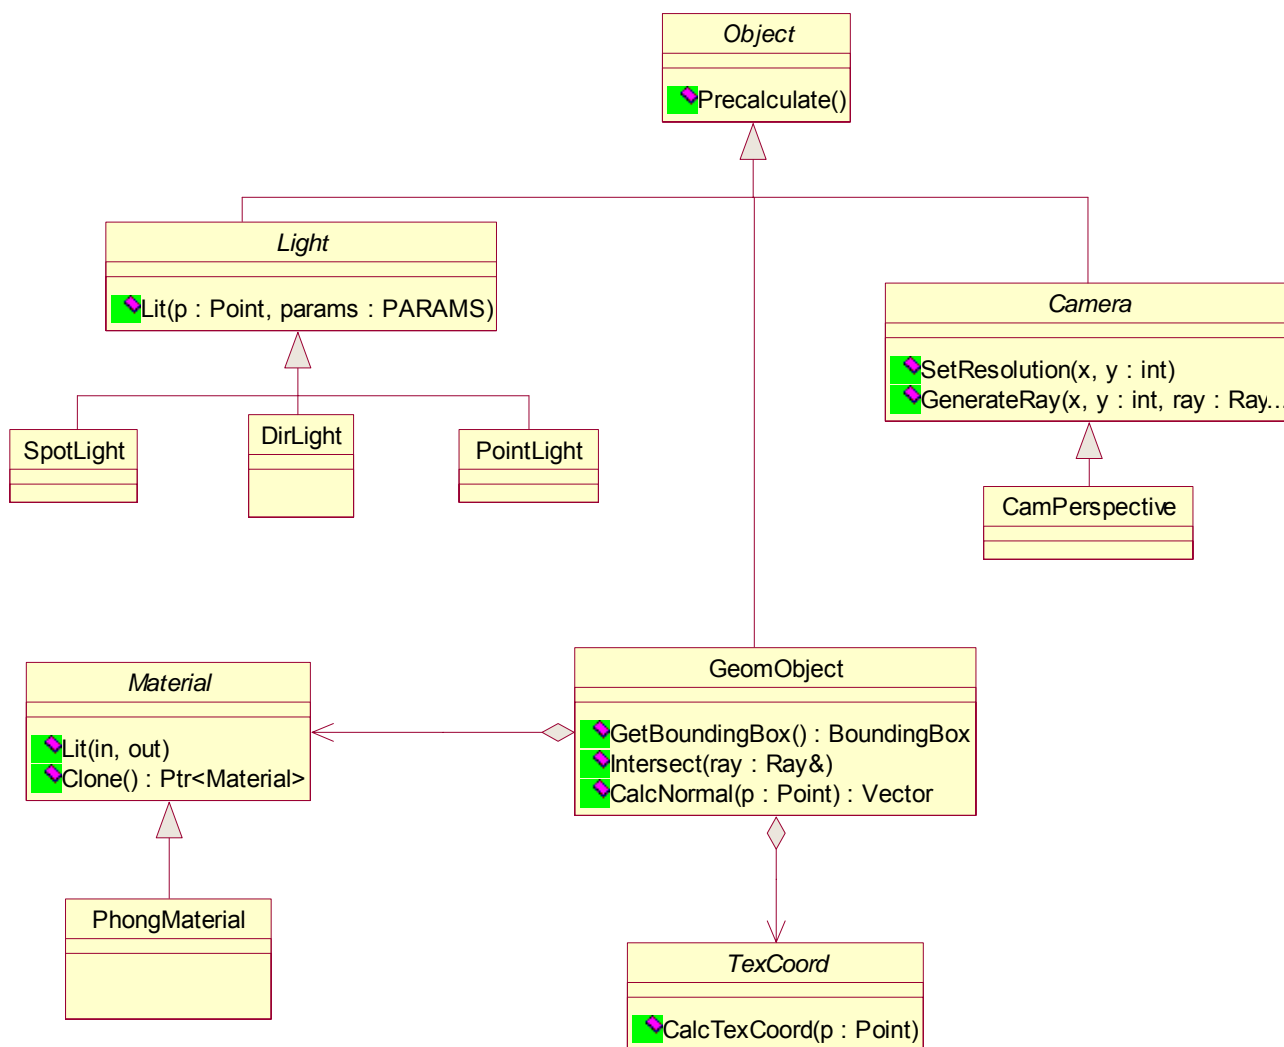 Object
Precalculate()
Light
Lit(p : Point, params : PARAMS)
Camera
SetResolution(x, y : int)
GenerateRay(x, y : int, ray : Ray...
SpotLight
DirLight
PointLight
CamPerspective
Material
Lit(in, out)
Clone() : Ptr<Material>
GeomObject
GetBoundingBox() : BoundingBox
Intersect(ray : Ray&)
CalcNormal(p : Point) : Vector
PhongMaterial
TexCoord
CalcTexCoord(p : Point)